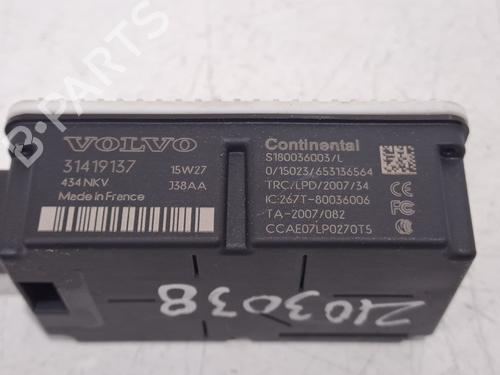 VOLVO
31419137 15W27
434 NKV J38AA
Made in France
Continental
S180036003/L
0/15023/653136564
TRC/LPD/2007/34
IC:267T-80036006
TA-2007/082
CCAE07LP0270T5
CE
FC
2103038
B-PARTS